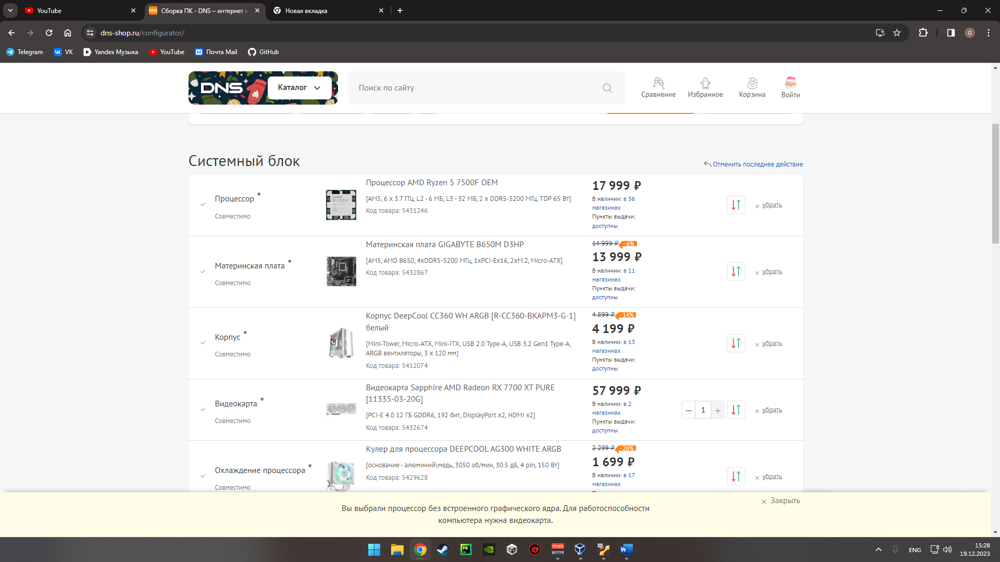 YouTube
DNS
Сборка ПК - DNS – интернет м
Новая вкладка
dns-shop.ru/configurator/
G
Telegram
VK
Yandex Музыка
YouTube
Почта Mail
GitHub
DNS
Каталог
Поиск по сайту
Сравнение
Избранное
Корзина
Войти
Системный блок
Отменить последнее действие
Процессор *
Совместимо
Процессор AMD Ryzen 5 7500F OEM
[AM5, 6 x 3.7 ГГц, L2 - 6 МБ, L3 - 32 МБ, 2 x DDR5-5200 МГц, TDP 65 Вт]
Код товара: 5431246
17 999 ₽
В наличии: в 36
магазинах
Пункты выдачи:
доступны
убрать
Материнская плата *
Совместимо
Материнская плата GIGABYTE B650M D3HP
[AM5, AMD B650, 4xDDR5-5200 МГц, 1xPCI-Ex16, 2xM.2, Micro-ATX]
Код товара: 5432867
14 999 ₽ - 6%
13 999 ₽
В наличии: в 11
магазинах
Пункты выдачи:
доступны
убрать
Корпус *
Совместимо
Корпус DeepCool CC360 WH ARGB [R-CC360-BKAPM3-G-1]
белый
[Mini-Tower, Micro-ATX, Mini-ITX, USB 2.0 Type-A, USB 3.2 Gen1 Type-A,
ARGB вентиляторы, 3 x 120 мм]
Код товара: 5412074
4 899 ₽ - 14%
4 199 ₽
В наличии: в 13
магазинах
Пункты выдачи:
доступны
убрать
Видеокарта *
Совместимо
Видеокарта Sapphire AMD Radeon RX 7700 XT PURE
[11335-03-20G]
[PCI-E 4.0 12 ГБ GDDR6, 192 бит, DisplayPort x2, HDMI x2]
Код товара: 5432674
57 999 ₽
В наличии: в 2
магазинах
Пункты выдачи:
доступны
– 1 +
убрать
Охлаждение процессора *
Совместимо
Кулер для процессора DEEPCOOL AG300 WHITE ARGB
[основание - алюминий\медь, 3050 об/мин, 30.5 дБ, 4 pin, 150 Вт]
Код товара: 5429628
2 299 ₽ - 26%
1 699 ₽
В наличии: в 17
магазинах
убрать
Закрыть
Вы выбрали процессор без встроенного графического ядра. Для работоспособности
компьютера нужна видеокарта.
PE
VOICE
MEETER
W
ENG
15:28
19.12.2023